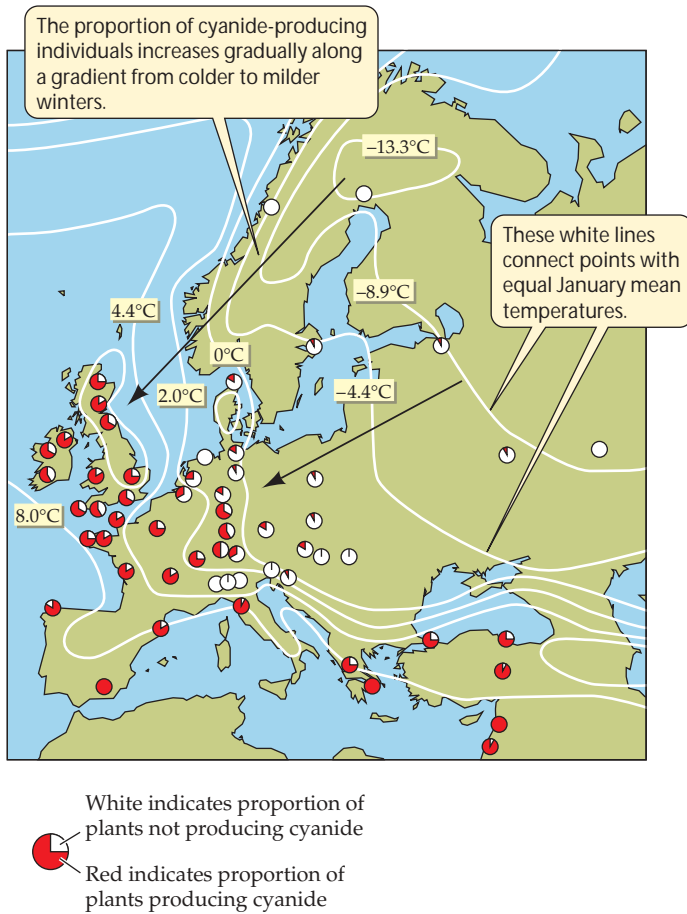 The proportion of cyanide-producing
individuals increases gradually along
a gradient from colder to milder
winters.
–13.3°C
These white lines
connect points with
equal January mean
temperatures.
–8.9°C
4.4°C
0°C
2.0°C
–4.4°C
8.0°C
White indicates proportion of
plants not producing cyanide
Red indicates proportion of
plants producing cyanide